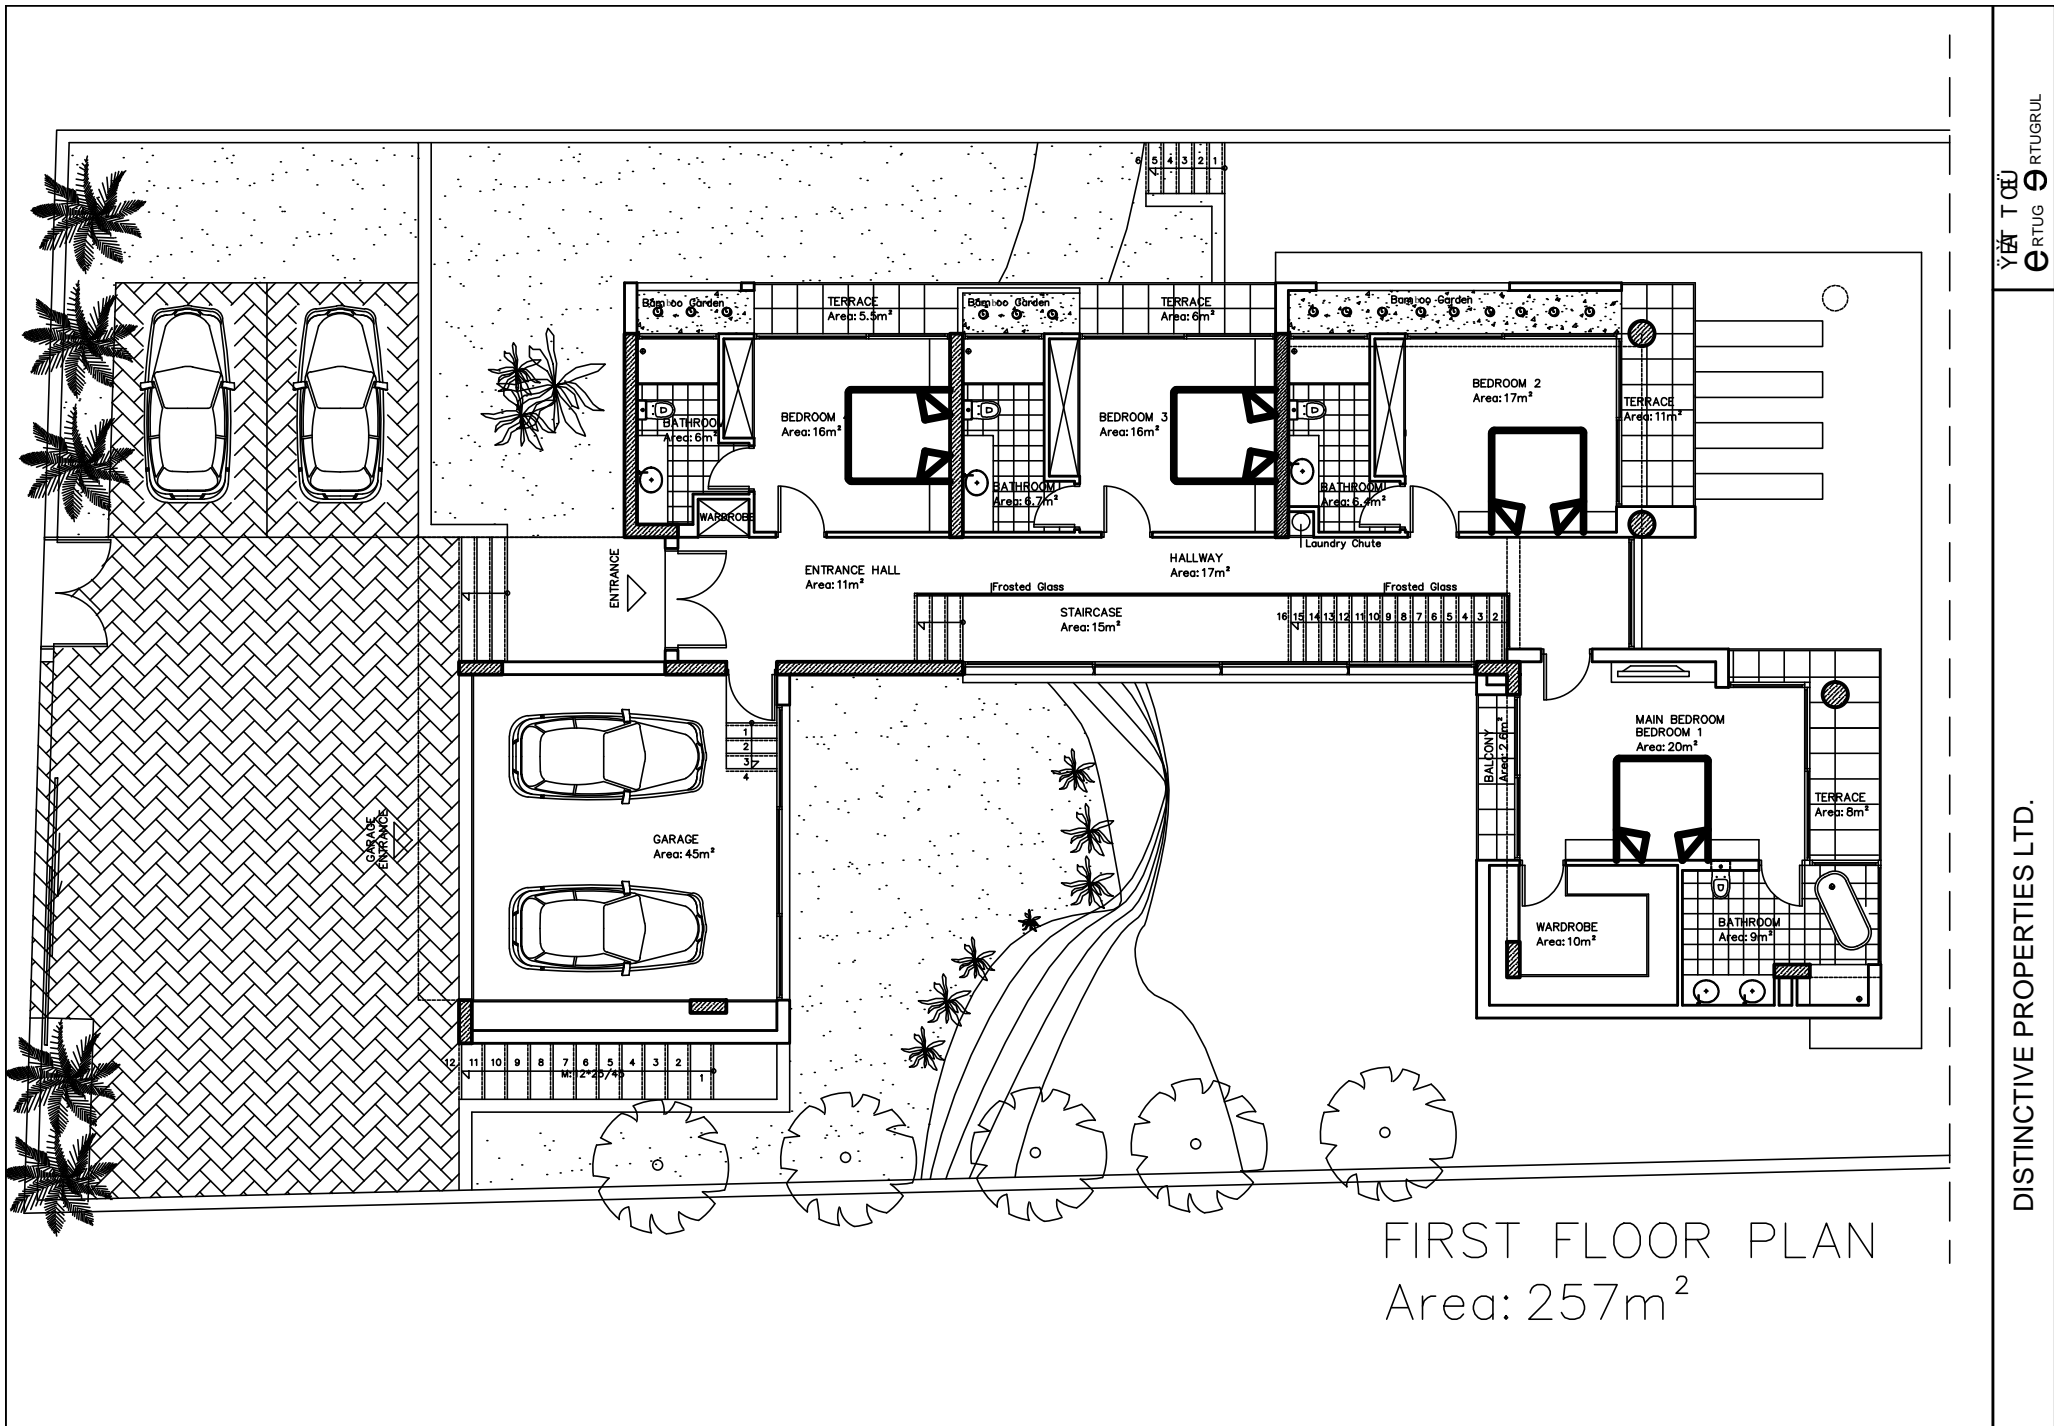 Bamboo Garden
TERRACE
Area: 5.5m²
Bamboo Garden
TERRACE
Area: 6m²
Bamboo Garden
6 5 4 3 2 1
BATHROOM
Area: 6m²
BEDROOM
Area: 16m²
WARDROBE
BATHROOM
Area: 6.7m²
BEDROOM 3
Area: 16m²
BATHROOM
Area: 6.4m²
BEDROOM 2
Area: 17m²
TERRACE
Area: 11m²
Laundry Chute
ENTRANCE
ENTRANCE HALL
Area: 11m²
HALLWAY
Area: 17m²
Frosted Glass
Frosted Glass
STAIRCASE
Area: 15m²
16 15 14 13 12 11 10 9 8 7 6 5 4 3 2
1
2
3
4
GARAGE
ENTRANCE
GARAGE
Area: 45m²
BALCONY
Area: 2.6m²
MAIN BEDROOM
BEDROOM 1
Area: 20m²
TERRACE
Area: 8m²
WARDROBE
Area: 10m²
BATHROOM
Area: 9m²
12 11 10 9 8 7 6 5 4 3 2 1
FIRST FLOOR PLAN
Area: 257m²
eRTUG eRTUGRUL
DISTINCTIVE PROPERTIES LTD.